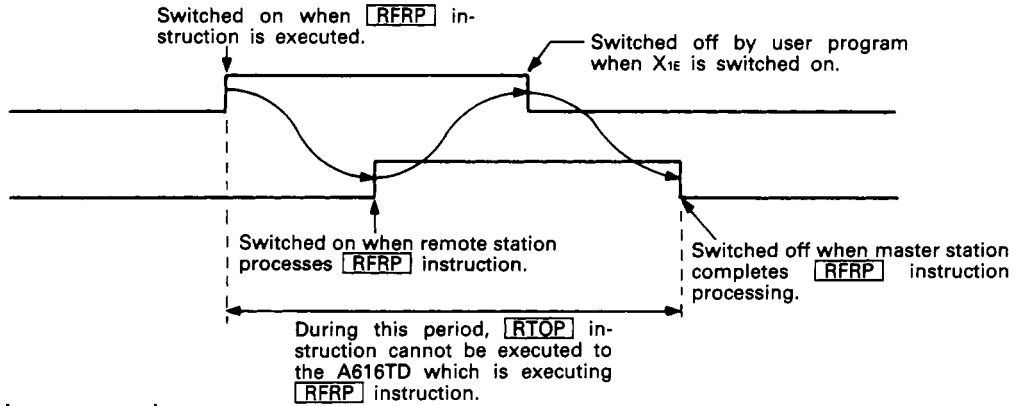 Switched on when RFRP in-
struction is executed.
Switched off by user program
when X1E is switched on.
Switched on when remote station
processes RFRP instruction.
Switched off when master station
completes RFRP instruction
processing.
During this period, RTOP in-
struction cannot be executed to
the A616TD which is executing
RFRP instruction.